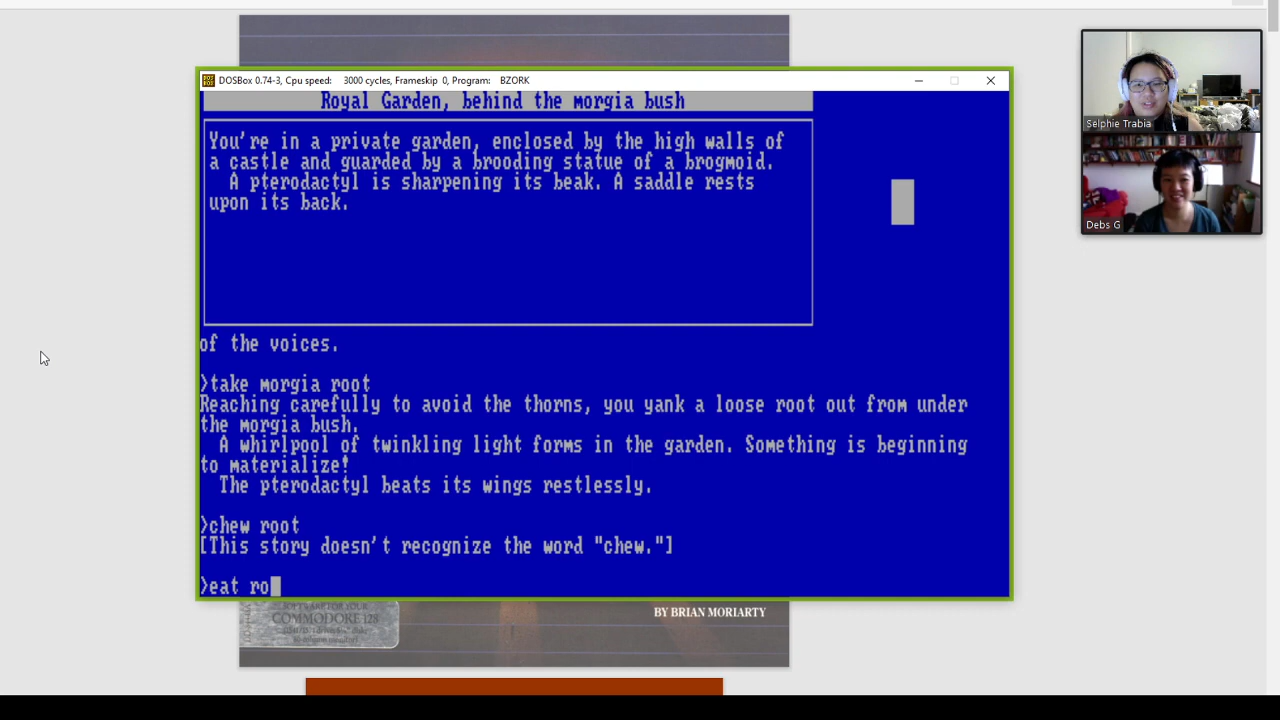 DOSBox 0.74-3, Cpu speed: 3000 cycles, Frameskip 0, Program: BZORK
Royal Garden, behind the morgia bush
You're in a private garden, enclosed by the high walls of
a castle and guarded by a brooding statue of a brogmoid.
A pterodactyl is sharpening its beak. A saddle rests
upon its back.
of the voices.
>take morgia root
Reaching carefully to avoid the thorns, you yank a loose root out from under
the morgia bush.
A whirlpool of twinkling light forms in the garden. Something is beginning
to materialize!
The pterodactyl beats its wings restlessly.
>chew root
[This story doesn't recognize the word "chew."]
>eat ro
COMMODORE 128
BY BRIAN MORIARTY
Selphie Trabia
Debs G